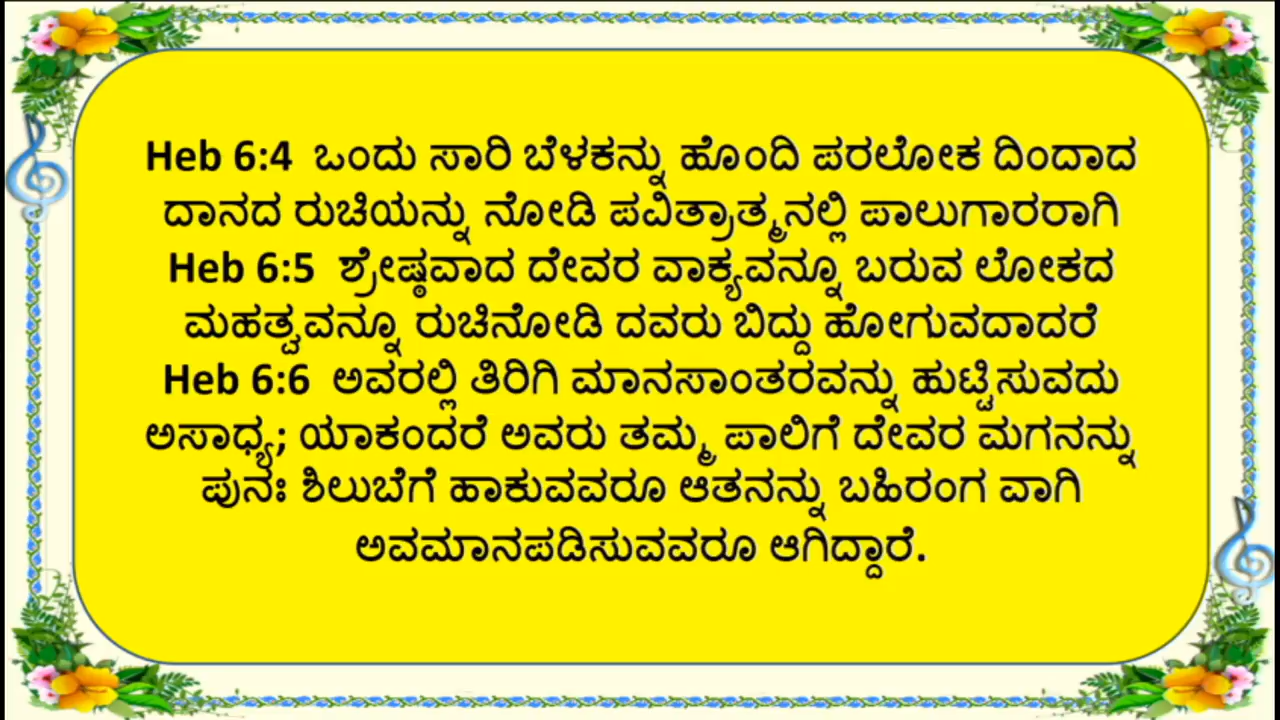 Heb 6:4 ಒಂದು ಸಾರಿ ಬೆಳಕನ್ನು ಹೊಂದಿ ಪರಲೋಕ ದಿಂದಾದ
ದಾನದ ರುಚಿಯನ್ನು ನೋಡಿ ಪವಿತ್ರಾತ್ಮನಲ್ಲಿ ಪಾಲುಗಾರರಾಗಿ
Heb 6:5 ಶ್ರೇಷ್ಠವಾದ ದೇವರ ವಾಕ್ಯವನ್ನೂ ಬರುವ ಲೋಕದ
ಮಹತ್ವವನ್ನೂ ರುಚಿನೋಡಿ ದವರು ಬಿದ್ದು ಹೋಗುವದಾದರೆ
Heb 6:6 ಅವರಲ್ಲಿ ತಿರಿಗಿ ಮಾನಸಾಂತರವನ್ನು ಹುಟ್ಟಿಸುವದು
ಅಸಾಧ್ಯ; ಯಾಕಂದರೆ ಅವರು ತಮ್ಮ ಪಾಲಿಗೆ ದೇವರ ಮಗನನ್ನು
ಪುನಃ ಶಿಲುಬೆಗೆ ಹಾಕುವವರೂ ಆತನನ್ನು ಬಹಿರಂಗ ವಾಗಿ
ಅವಮಾನಪಡಿಸುವವರೂ ಆಗಿದ್ದಾರೆ.